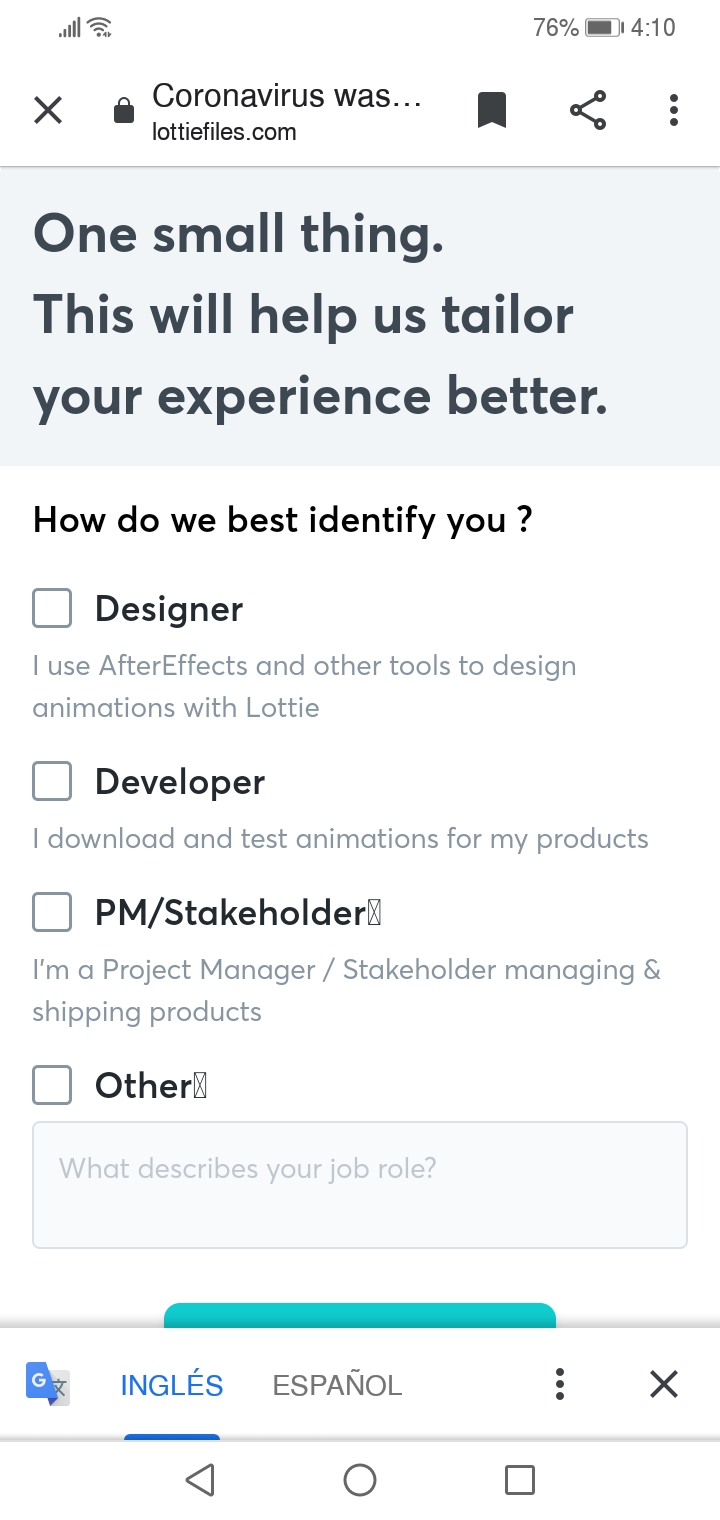 76% 4:10
Coronavirus was...
lottiefiles.com
One small thing.
This will help us tailor
your experience better.
How do we best identify you ?
Designer
I use AfterEffects and other tools to design
animations with Lottie
Developer
I download and test animations for my products
PM/Stakeholder
I'm a Project Manager / Stakeholder managing &
shipping products
Other
What describes your job role?
G 文
INGLÉS ESPAÑOL